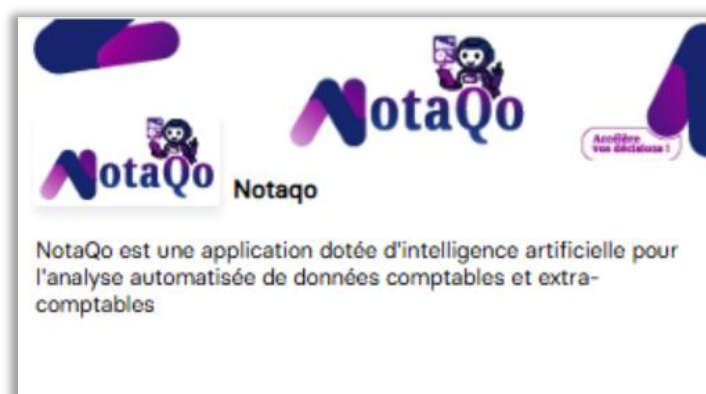 NotaQo
Accélère
vos décisions !
NotaQo
Notaqo
NotaQo est une application dotée d'intelligence artificielle pour
l'analyse automatisée de données comptables et extra-
comptables